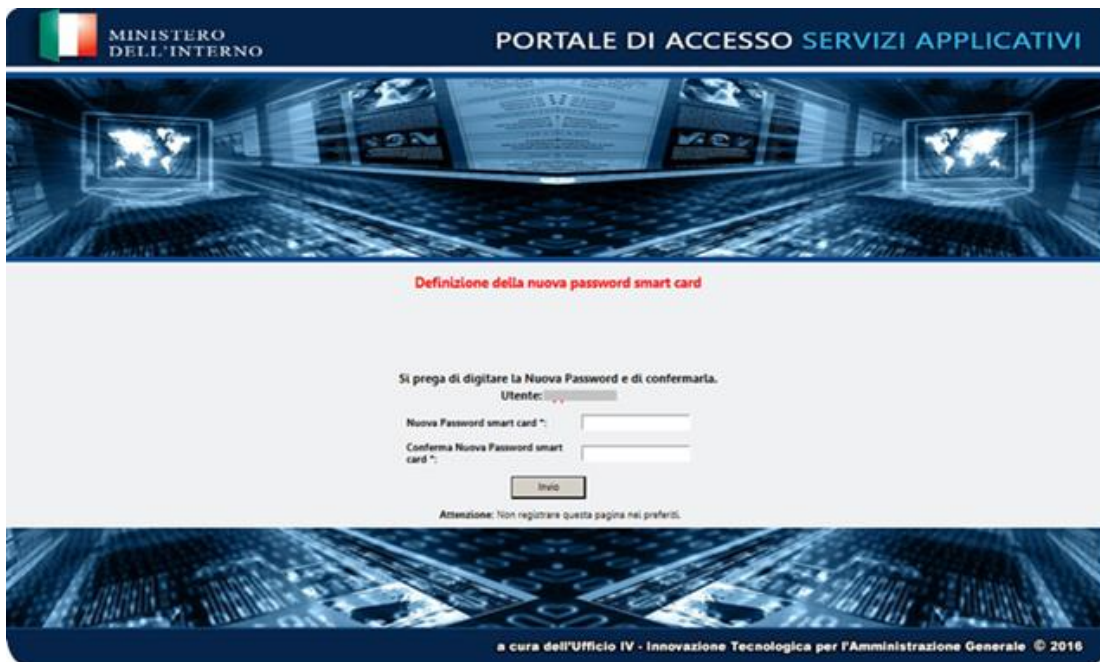 MINISTERO
DELL'INTERNO
PORTALE DI ACCESSO SERVIZI APPLICATIVI
Definizione della nuova password smart card
Si prega di digitare la Nuova Password e di confermarla.
Utente:
Nuova Password smart card *:
Conferma Nuova Password smart
card *:
Invio
Attenzione: Non registrare questa pagina nei preferiti.
a cura dell'Ufficio IV - Innovazione Tecnologica per l'Amministrazione Generale © 2016